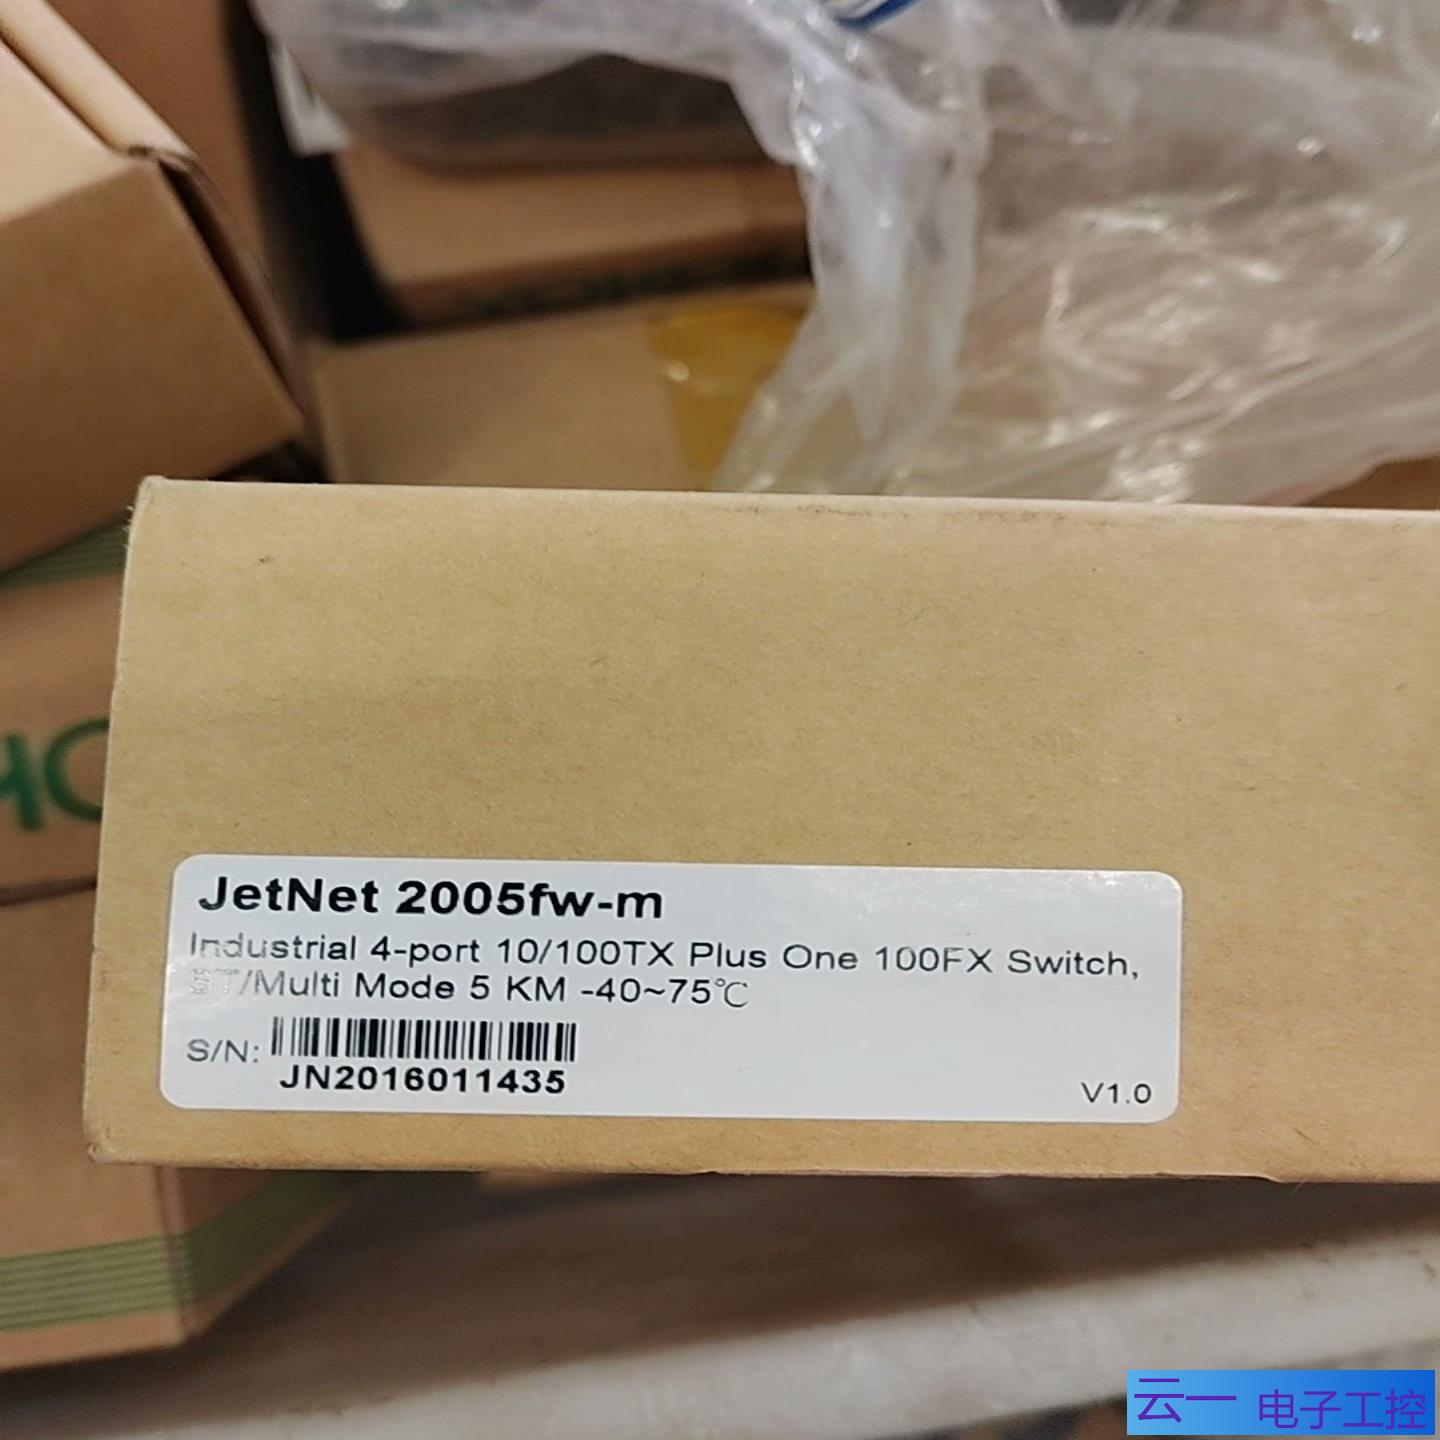 JetNet 2005fw-m
Industrial 4-port 10/100TX Plus One 100FX Switch,
ST/Multi Mode 5 KM -40~75℃
S/N:
JN2016011435
V1.0
云一 电子工控